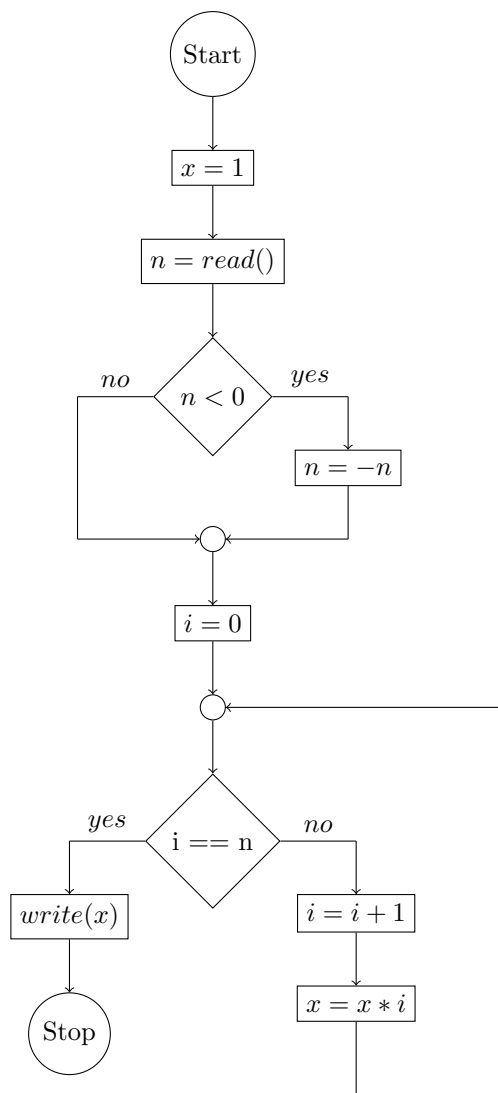 Start
x = 1
n = read()
no
n < 0
yes
n = −n
i = 0
yes
i == n
no
write(x)
i = i + 1
x = x ∗ i
Stop